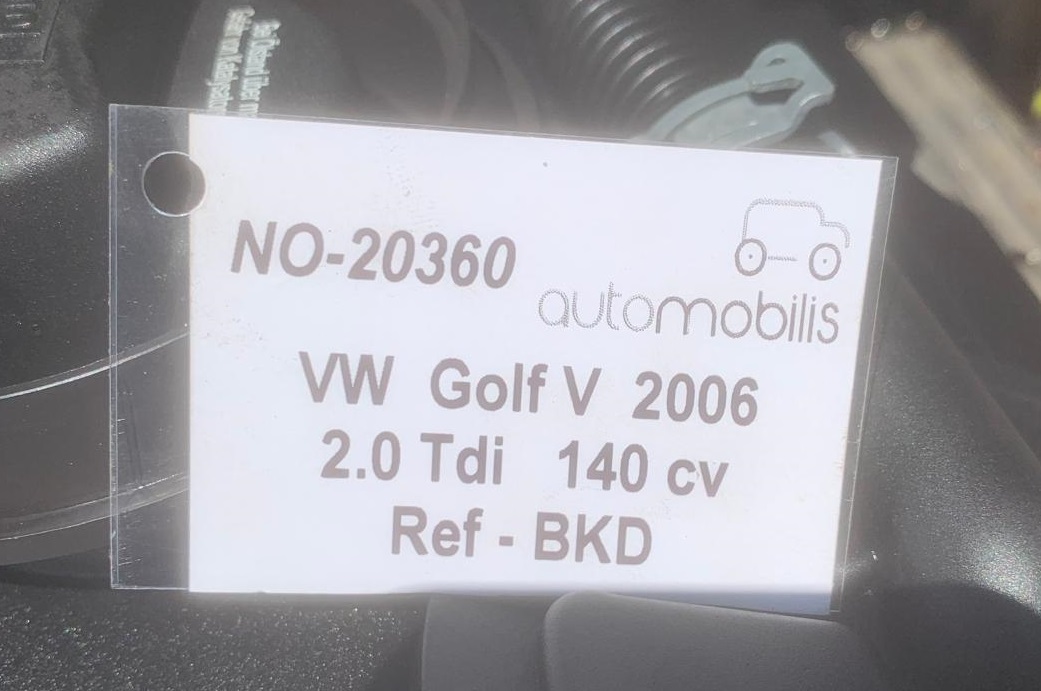 NO-20360
automobilis
VW Golf V 2006
2.0 Tdi 140 cv
Ref - BKD